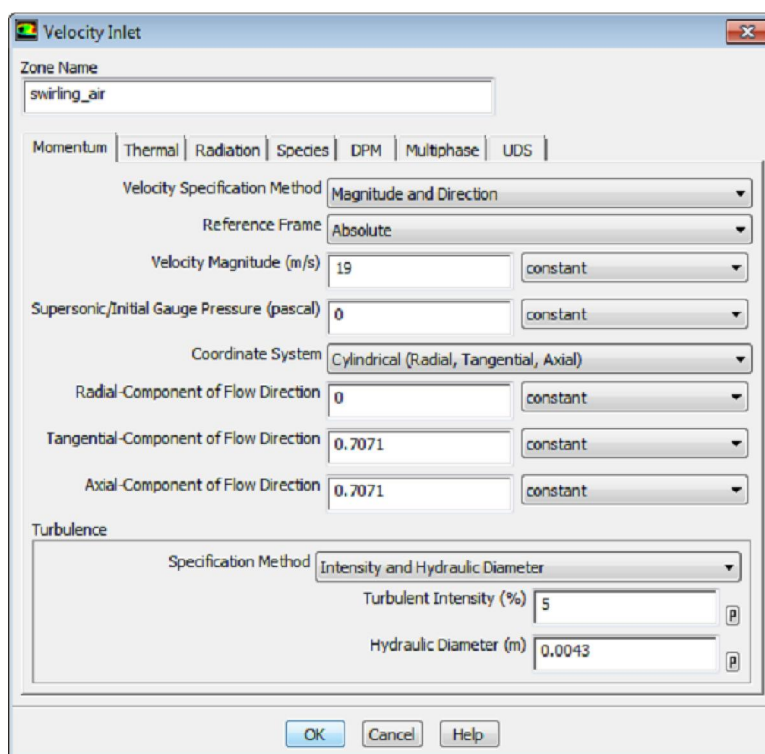 Velocity Inlet
Zone Name
swirling_air
Momentum Thermal Radiation Species DPM Multiphase UDS
Velocity Specification Method Magnitude and Direction
Reference Frame Absolute
Velocity Magnitude (m/s) 19 constant
Supersonic/Initial Gauge Pressure (pascal) 0 constant
Coordinate System Cylindrical (Radial, Tangential, Axial)
Radial-Component of Flow Direction 0 constant
Tangential-Component of Flow Direction 0.7071 constant
Axial-Component of Flow Direction 0.7071 constant
Turbulence
Specification Method Intensity and Hydraulic Diameter
Turbulent Intensity (%) 5 P
Hydraulic Diameter (m) 0.0043 P
OK Cancel Help